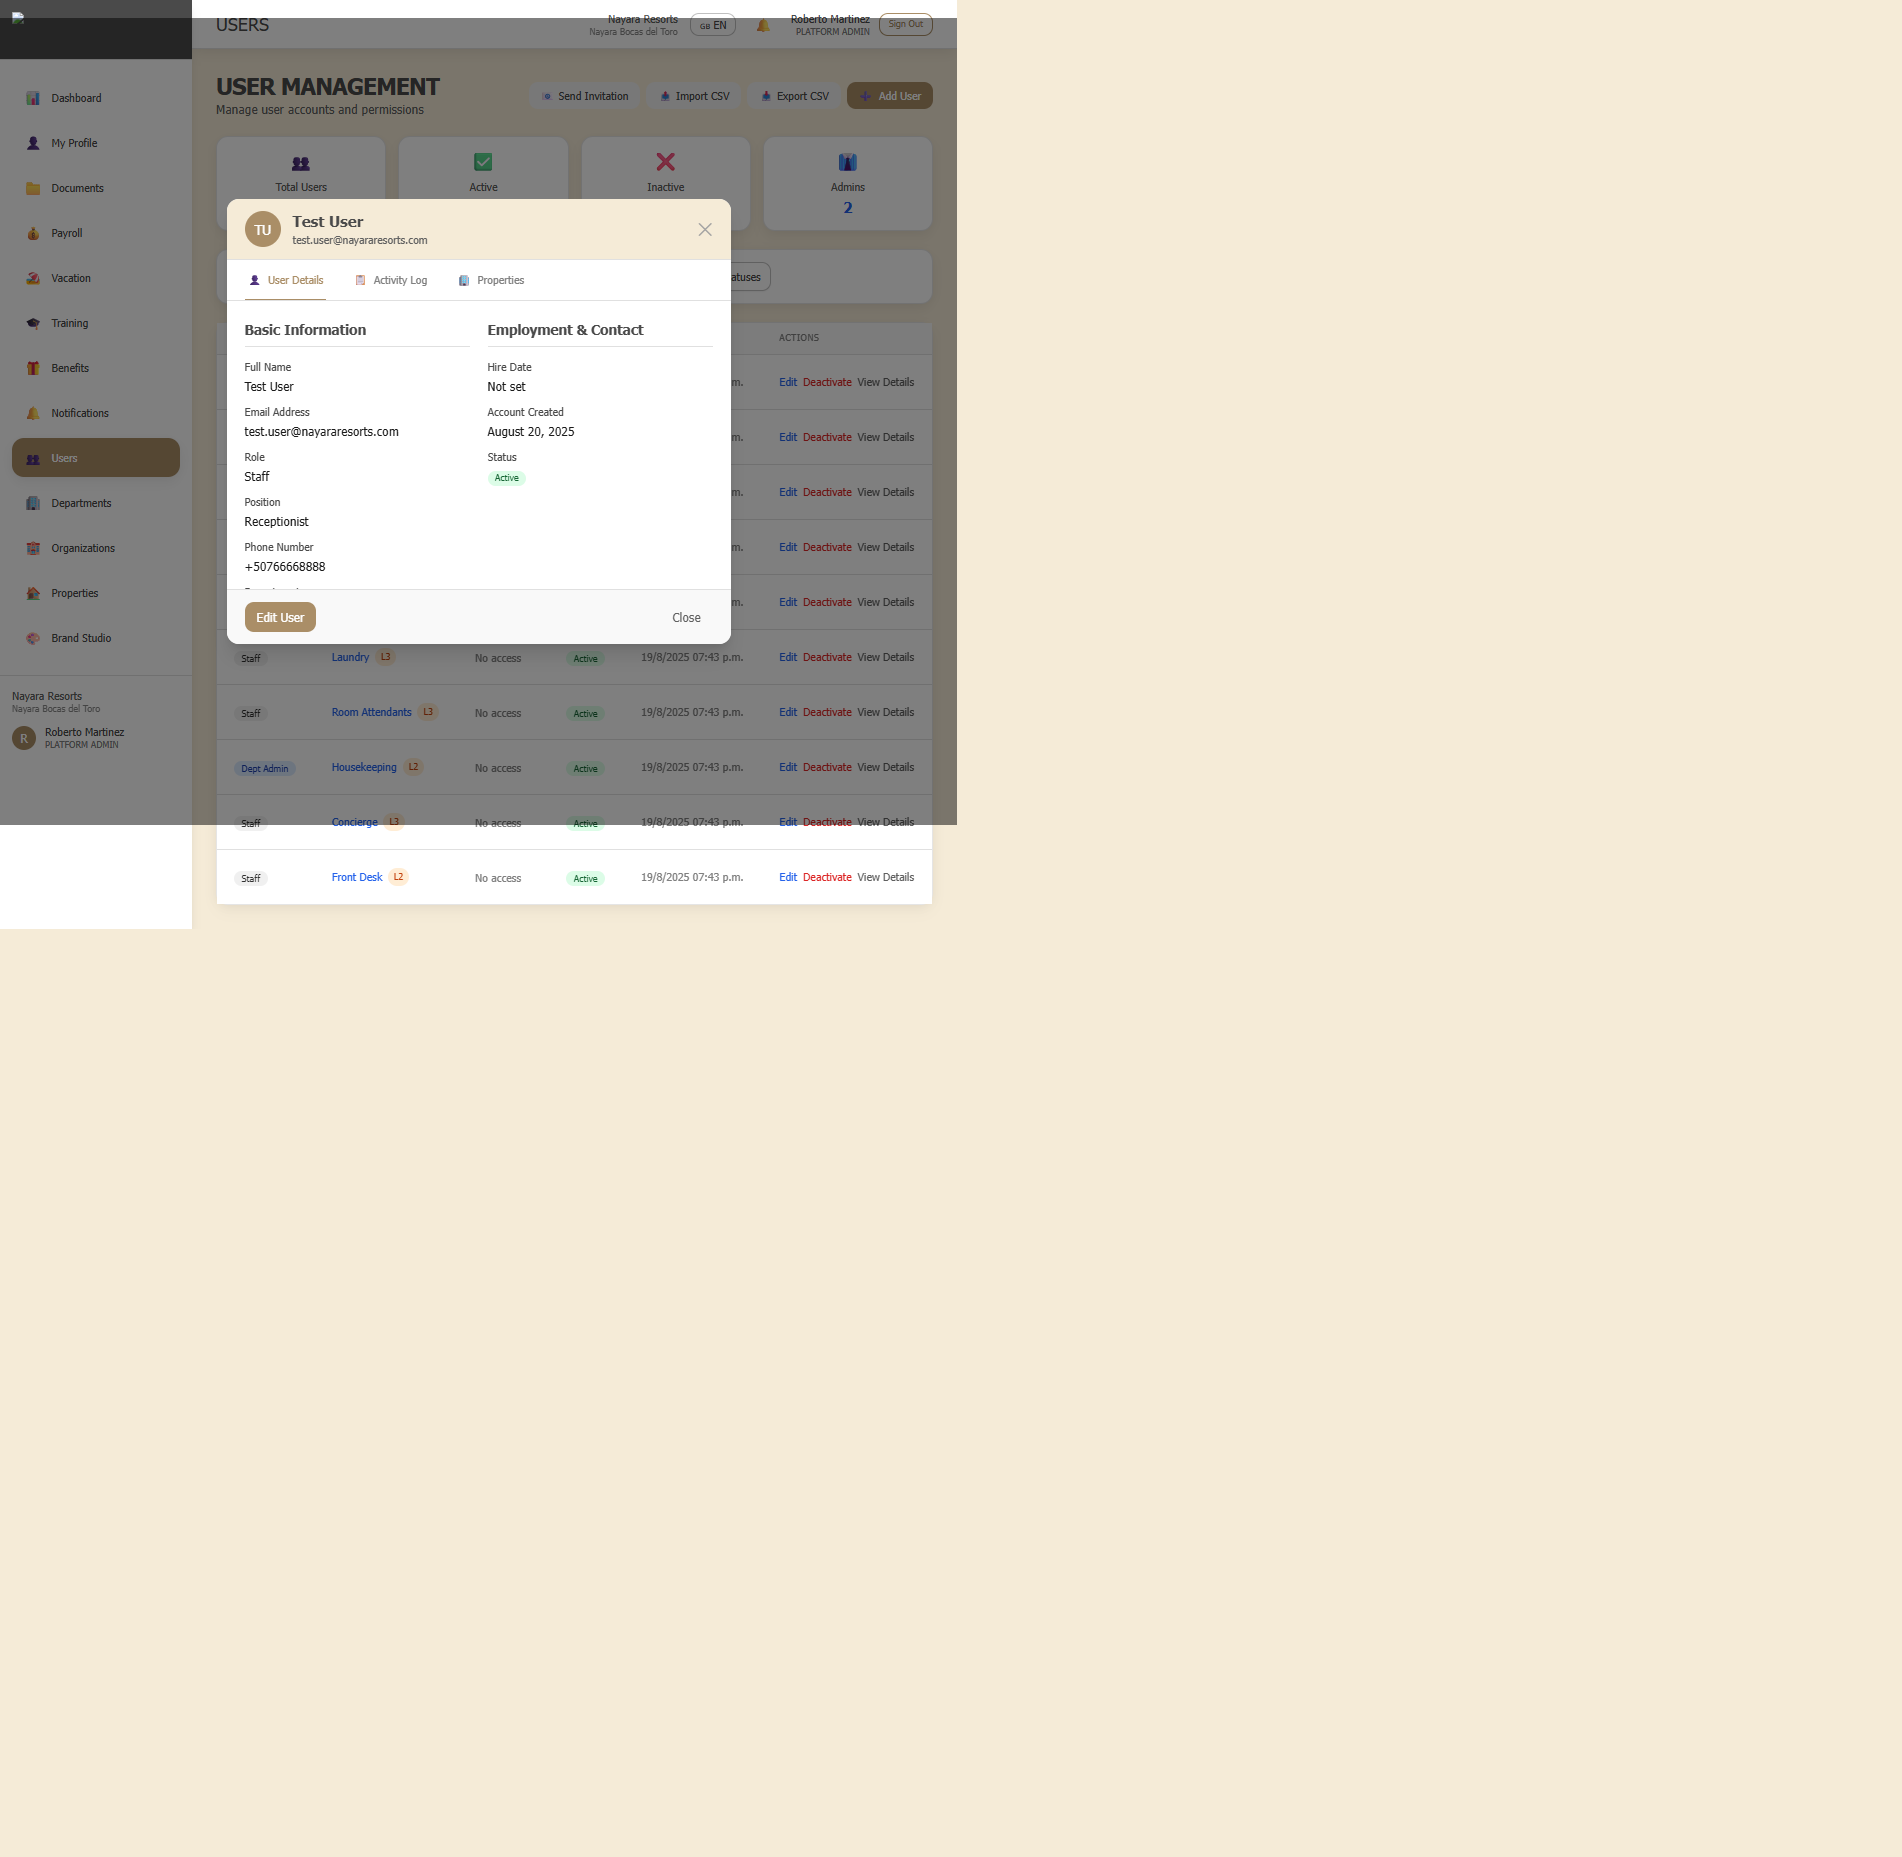 USERS
Nayara Resorts
Nayara Bocas del Toro
GB EN
Roberto Martinez
PLATFORM ADMIN
Sign Out
Dashboard
My Profile
Documents
Payroll
Vacation
Training
Benefits
Notifications
Users
Departments
Organizations
Properties
Brand Studio
Nayara Resorts
Nayara Bocas del Toro
R
Roberto Martinez
PLATFORM ADMIN
USER MANAGEMENT
Manage user accounts and permissions
Send Invitation
Import CSV
Export CSV
Add User
Total Users
Active
Inactive
Admins
2
atuses
TU
Test User
test.user@nayararesorts.com
User Details
Activity Log
Properties
Basic Information
Full Name
Test User
Email Address
test.user@nayararesorts.com
Role
Staff
Position
Receptionist
Phone Number
+50766668888
Employment & Contact
Hire Date
Not set
Account Created
August 20, 2025
Status
Active
Edit User
Close
ACTIONS
m. Edit Deactivate View Details
m. Edit Deactivate View Details
m. Edit Deactivate View Details
m. Edit Deactivate View Details
m. Edit Deactivate View Details
Staff Laundry L3 No access Active 19/8/2025 07:43 p.m. Edit Deactivate View Details
Staff Room Attendants L3 No access Active 19/8/2025 07:43 p.m. Edit Deactivate View Details
Dept Admin Housekeeping L2 No access Active 19/8/2025 07:43 p.m. Edit Deactivate View Details
Staff Concierge L3 No access Active 19/8/2025 07:43 p.m. Edit Deactivate View Details
Staff Front Desk L2 No access Active 19/8/2025 07:43 p.m. Edit Deactivate View Details